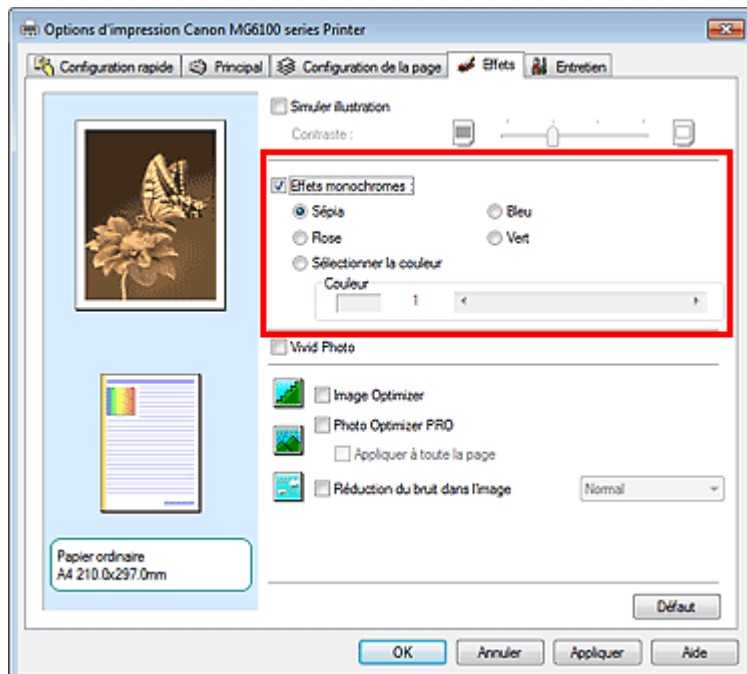 Options d'impression Canon MG6100 series Printer
Configuration rapide Principal Configuration de la page Effets Entretien
Simuler illustration
Contraste :
Effets monochromes :
Sépia Bleu
Rose Vert
Sélectionner la couleur
Couleur
1
Vivid Photo
Image Optimizer
Photo Optimizer PRO
Appliquer à toute la page
Réduction du bruit dans l'image Normal
Papier ordinaire
A4 210.0x297.0mm
Défaut
OK Annuler Appliquer Aide